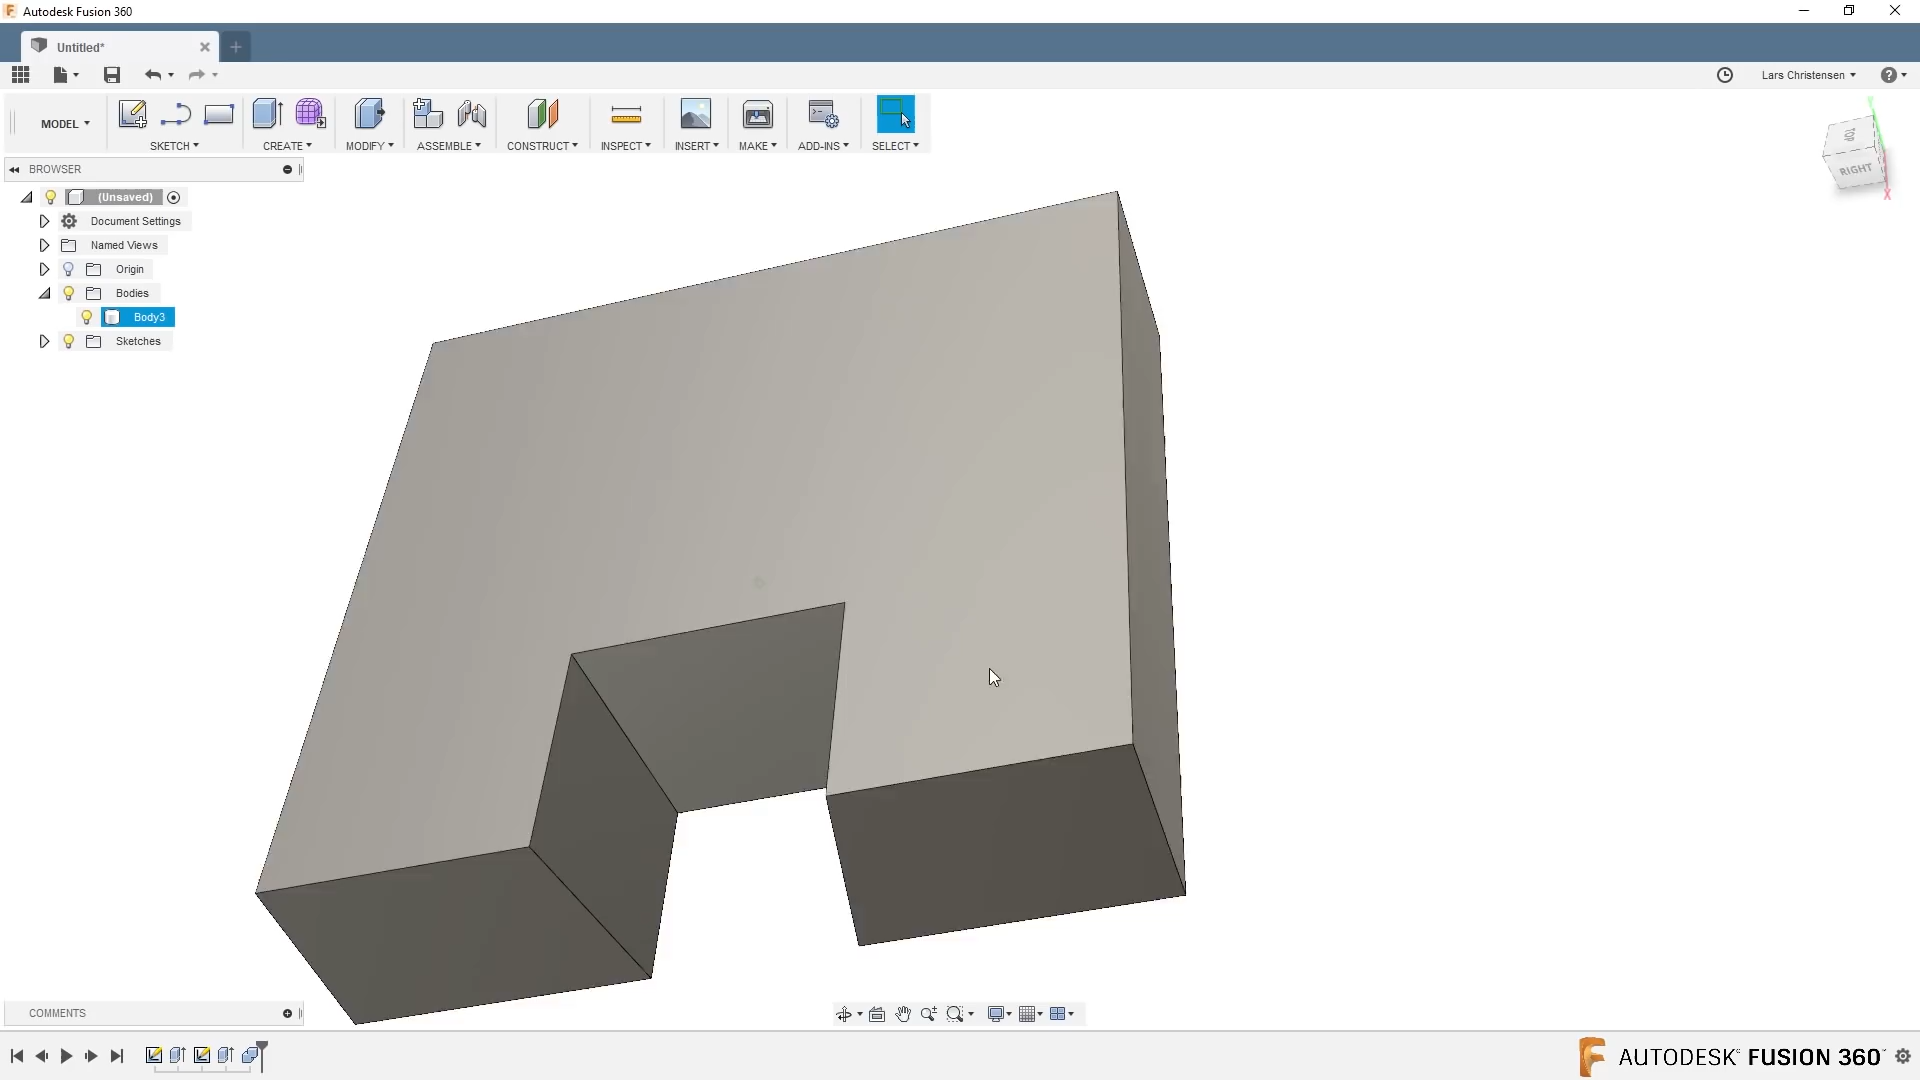 Autodesk Fusion 360
Untitled*
Lars Christensen
MODEL
SKETCH
CREATE
MODIFY
ASSEMBLE
CONSTRUCT
INSPECT
INSERT
MAKE
ADD-INS
SELECT
TOP
RIGHT
X
BROWSER
(Unsaved)
Document Settings
Named Views
Origin
Bodies
Body3
Sketches
COMMENTS
AUTODESK FUSION 360